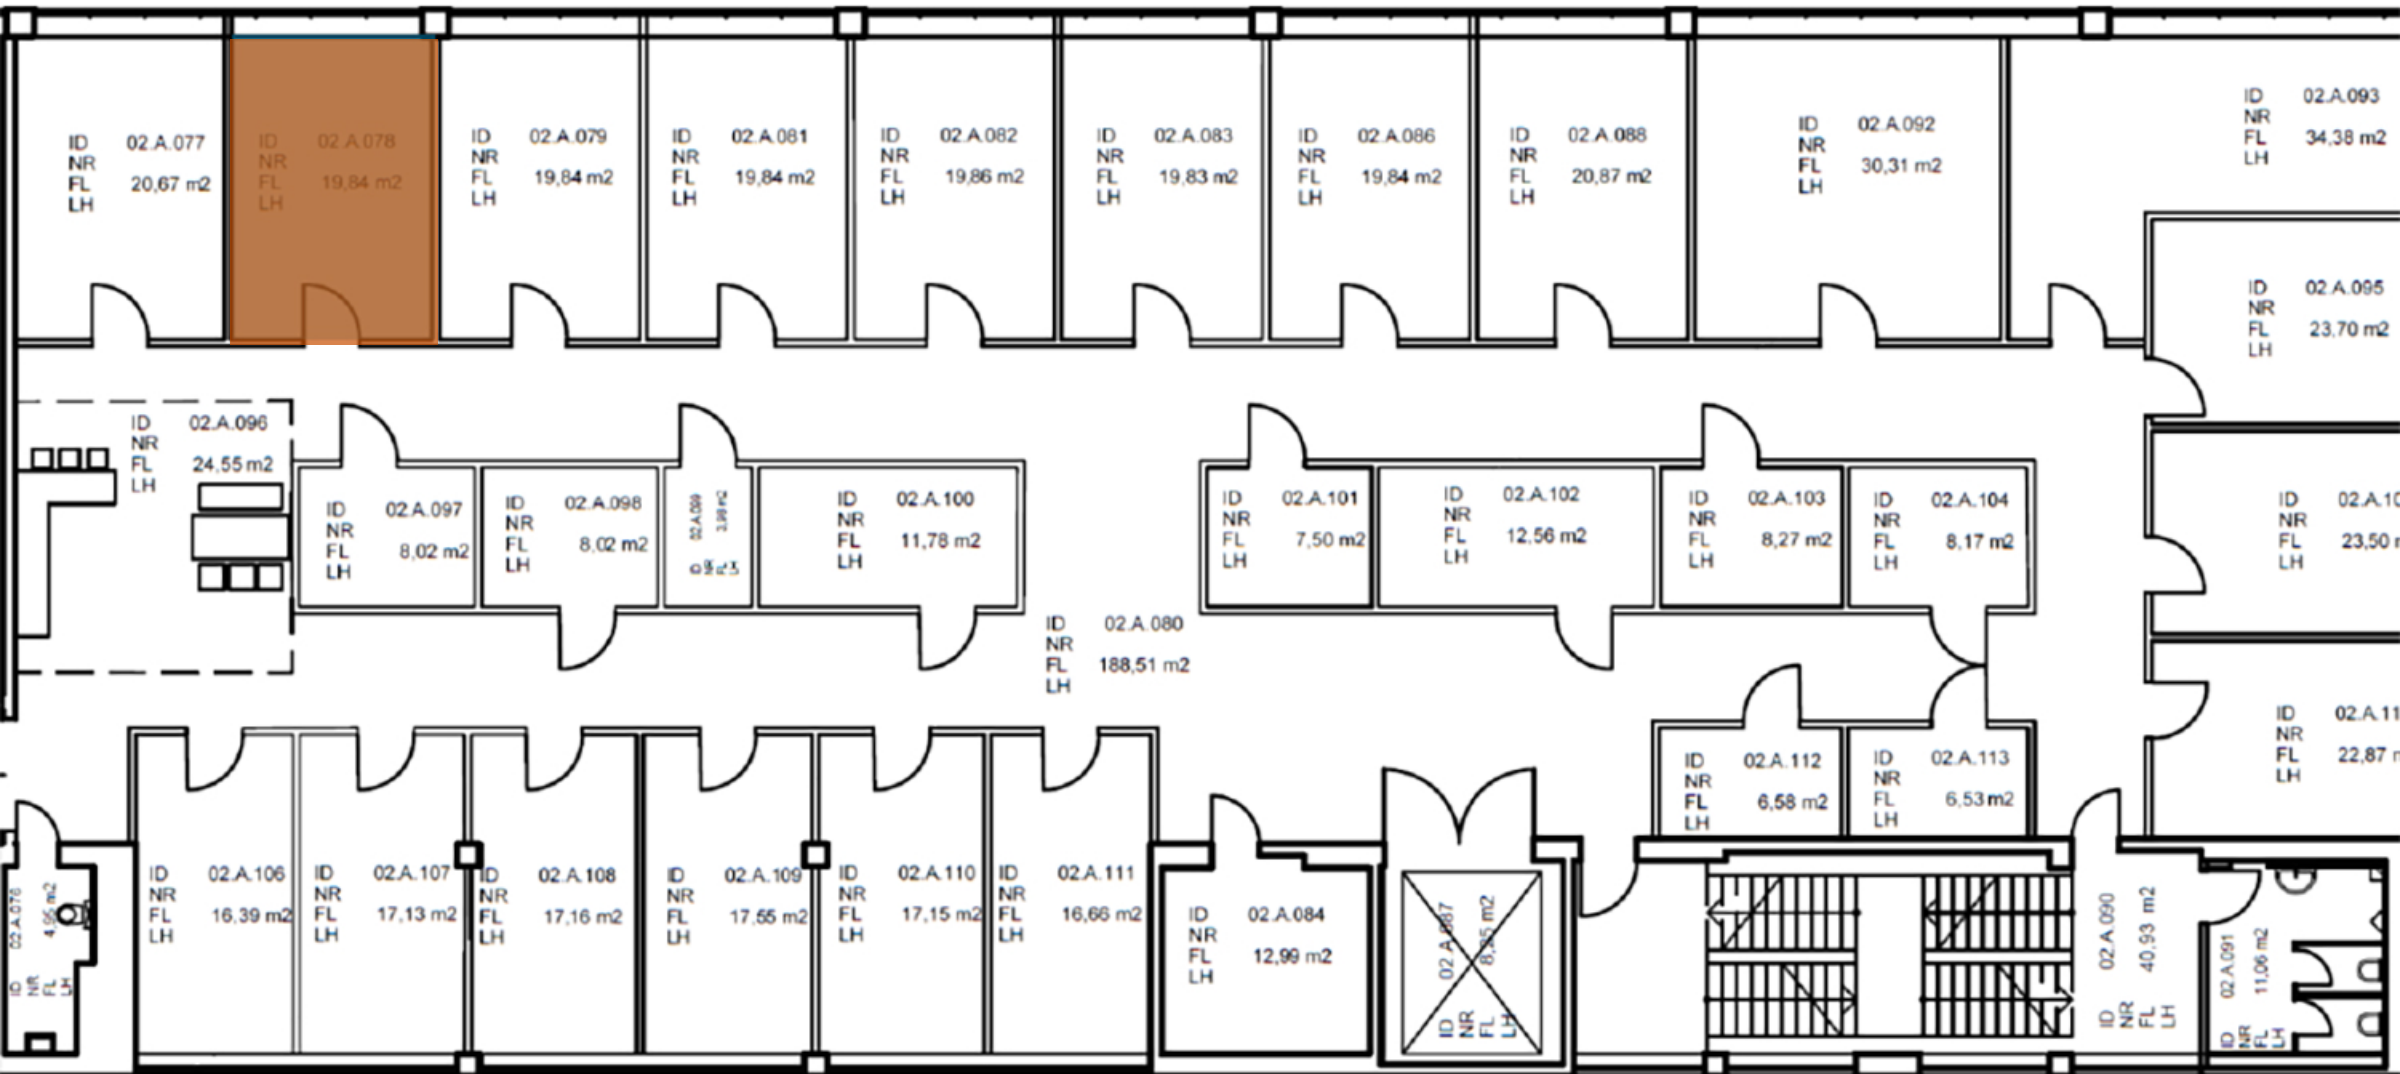 ID 02.A.077
NR
FL 20,67 m2
LH
ID 02.A.078
NR
FL 19,84 m2
LH
ID 02.A.079
NR
FL 19,84 m2
LH
ID 02.A.081
NR
FL 19,84 m2
LH
ID 02.A.082
NR
FL 19,86 m2
LH
ID 02.A.083
NR
FL 19,83 m2
LH
ID 02.A.086
NR
FL 19,84 m2
LH
ID 02.A.088
NR
FL 20,87 m2
LH
ID 02.A.092
NR
FL 30,31 m2
LH
ID 02.A.093
NR
FL 34,38 m2
LH
ID 02.A.095
NR
FL 23,70 m2
LH
ID 02.A.096
NR
FL 24,55 m2
LH
ID 02.A.097
NR
FL 8,02 m2
LH
ID 02.A.098
NR
FL 8,02 m2
LH
ID 02.A.099
ID 02.A.100
NR
FL 11,78 m2
LH
ID 02.A.101
NR
FL 7,50 m2
LH
ID 02.A.102
NR
FL 12,56 m2
LH
ID 02.A.103
NR
FL 8,27 m2
LH
ID 02.A.104
NR
FL 8,17 m2
LH
ID 02.A.10
NR
FL 23,50
LH
ID 02.A.080
NR
FL 188,51 m2
LH
ID 02.A.11
NR
FL 22,87
LH
ID 02.A.112
NR
FL 6,58 m2
LH
ID 02.A.113
NR
FL 6,53 m2
LH
ID 02.A.076
NR
FL
LH
ID 02.A.106
NR
FL 16,39 m2
LH
ID 02.A.107
NR
FL 17,13 m2
LH
ID 02.A.108
NR
FL 17,16 m2
LH
ID 02.A.109
NR
FL 17,55 m2
LH
ID 02.A.110
NR
FL 17,15 m2
LH
ID 02.A.111
NR
FL 16,66 m2
LH
ID 02.A.084
NR
FL 12,99 m2
LH
ID 02.A.087
NR
FL
LH
ID 02.A.090
NR
FL 40,93 m2
LH
ID 02.A.091
NR
FL 11,06 m2
LH